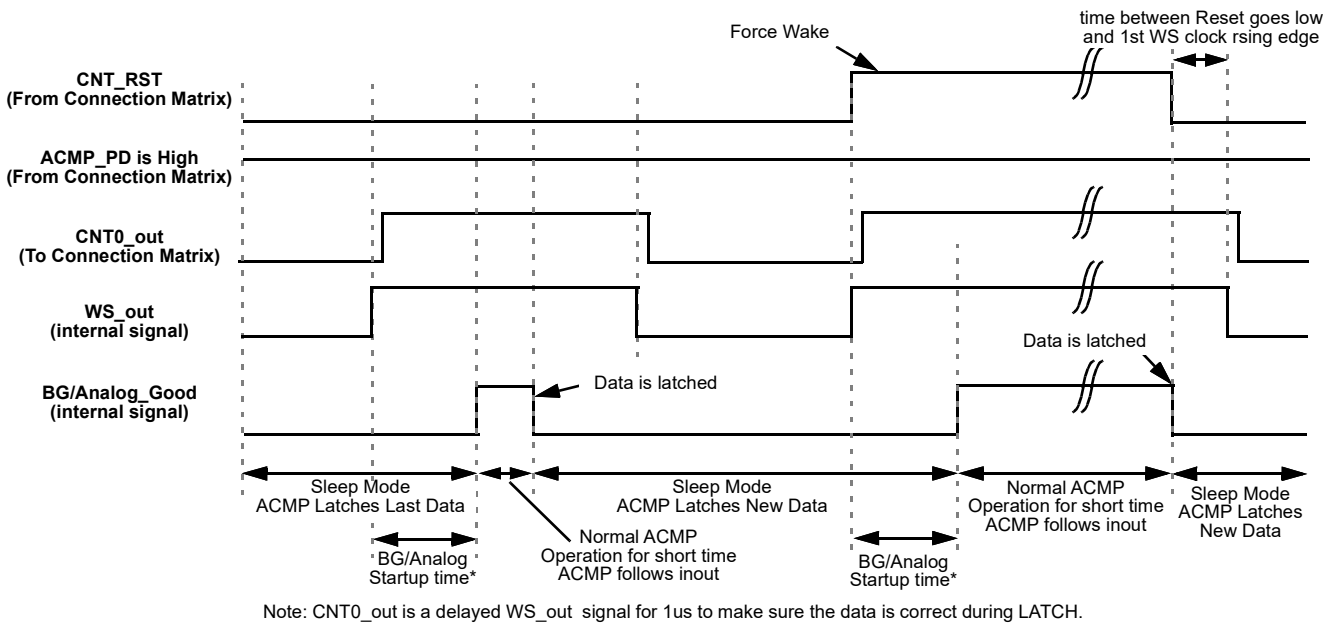 time between Reset goes low
and 1st WS clock rsing edge
Force Wake
CNT_RST
(From Connection Matrix)
ACMP_PD is High
(From Connection Matrix)
CNT0_out
(To Connection Matrix)
WS_out
(internal signal)
Data is latched
BG/Analog_Good
(internal signal)
Data is latched
Sleep Mode
ACMP Latches Last Data
Sleep Mode
ACMP Latches New Data
Normal ACMP
Operation for short time
ACMP follows inout
Sleep Mode
ACMP Latches
New Data
BG/Analog
Startup time*
Normal ACMP
Operation for short time
ACMP follows inout
BG/Analog
Startup time*
Note: CNT0_out is a delayed WS_out signal for 1us to make sure the data is correct during LATCH.